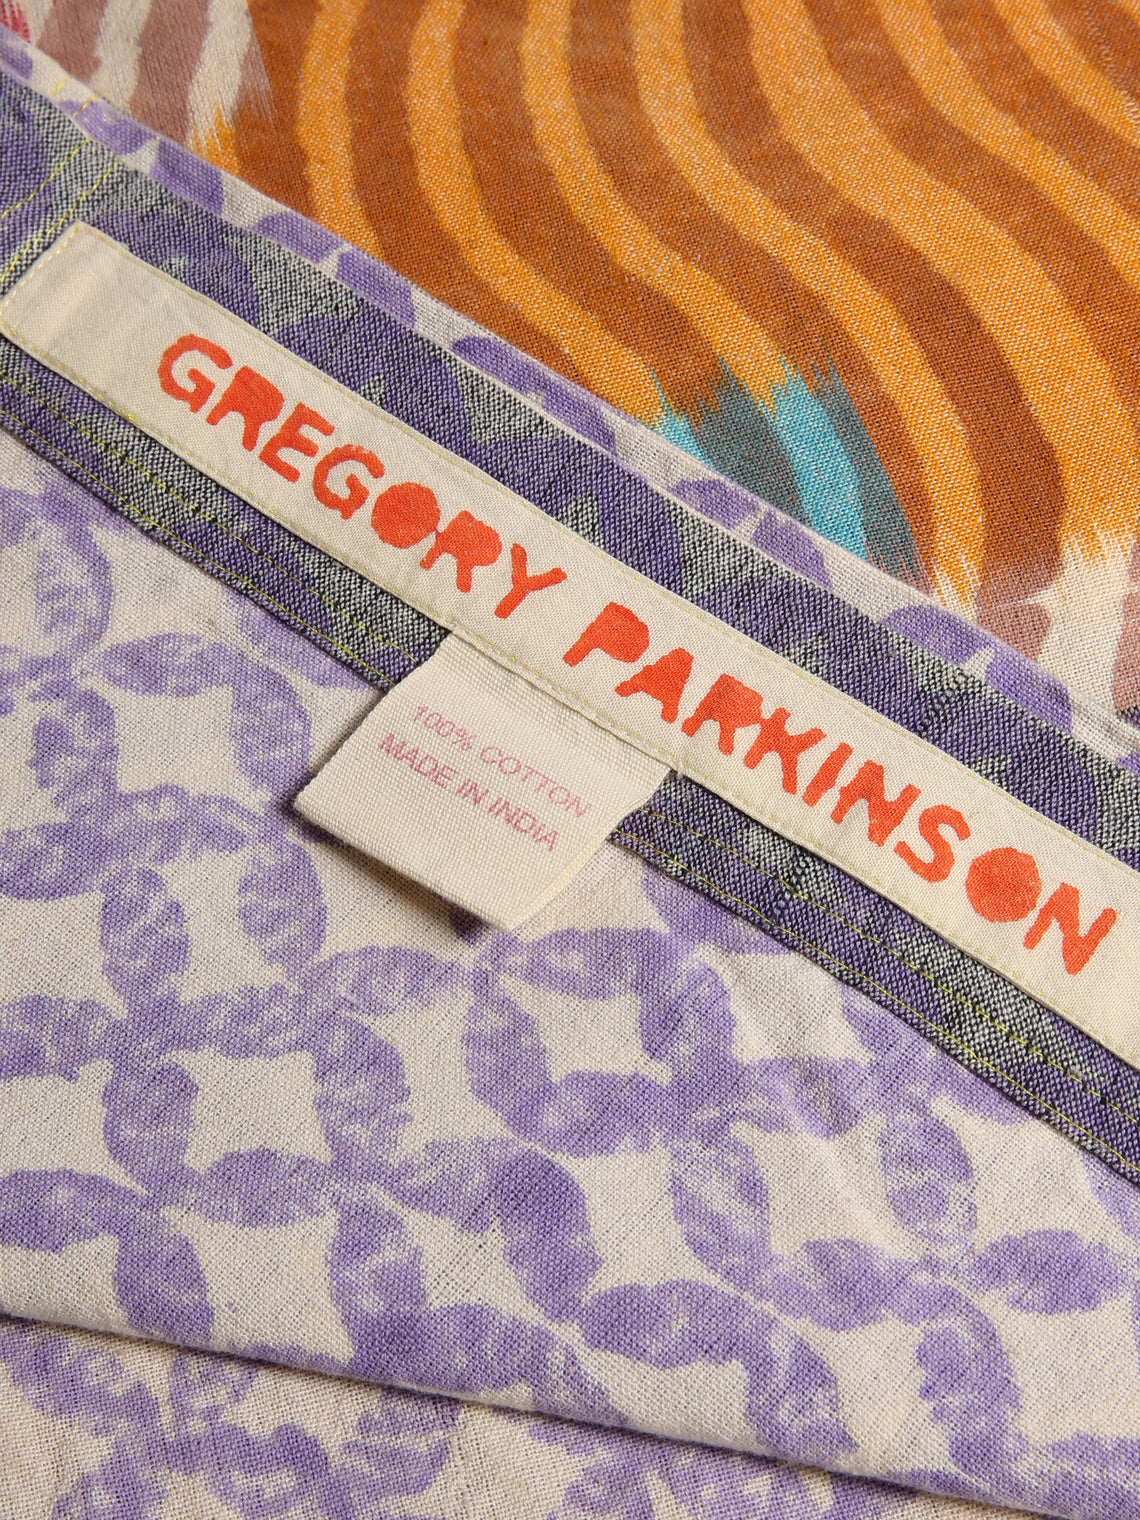 GREGORY PARKINSON
100% COTTON
MADE IN INDIA